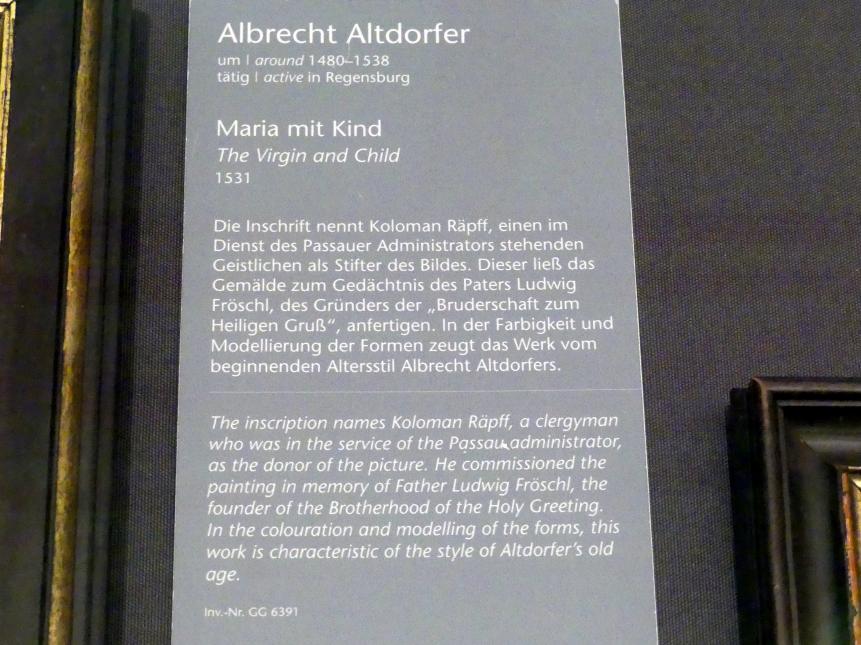 Albrecht Altdorfer
um | around 1480–1538
tätig | active in Regensburg
Maria mit Kind
The Virgin and Child
1531
Die Inschrift nennt Koloman Räpff, einen im
Dienst des Passauer Administrators stehenden
Geistlichen als Stifter des Bildes. Dieser ließ das
Gemälde zum Gedächtnis des Paters Ludwig
Fröschl, des Gründers der „Bruderschaft zum
Heiligen Gruß“, anfertigen. In der Farbigkeit und
Modellierung der Formen zeugt das Werk vom
beginnenden Altersstil Albrecht Altdorfers.
The inscription names Koloman Räpff, a clergyman
who was in the service of the Passau administrator,
as the donor of the picture. He commissioned the
painting in memory of Father Ludwig Fröschl, the
founder of the Brotherhood of the Holy Greeting.
In the colouration and modelling of the forms, this
work is characteristic of the style of Altdorfer's old
age.
Inv.-Nr. GG 6391